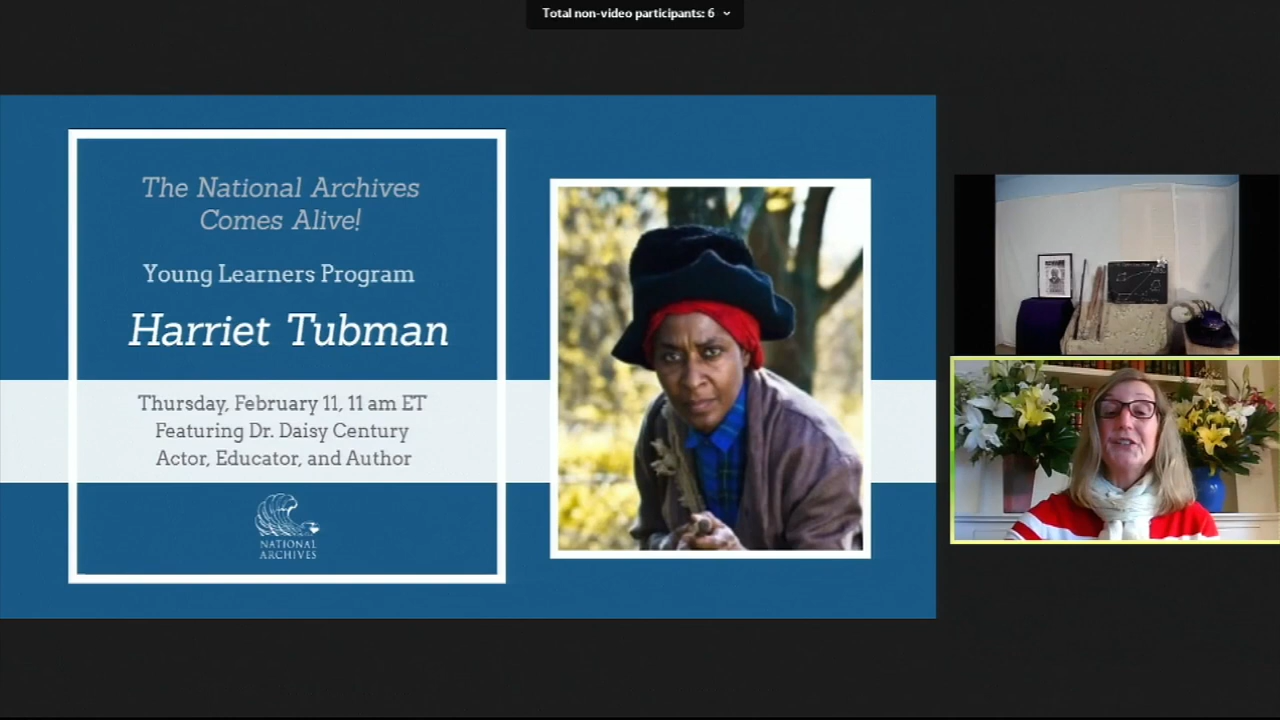 Total non-video participants: 6
The National Archives
Comes Alive!
Young Learners Program
Harriet Tubman
Thursday, February 11, 11 am ET
Featuring Dr. Daisy Century
Actor, Educator, and Author
NATIONAL
ARCHIVES